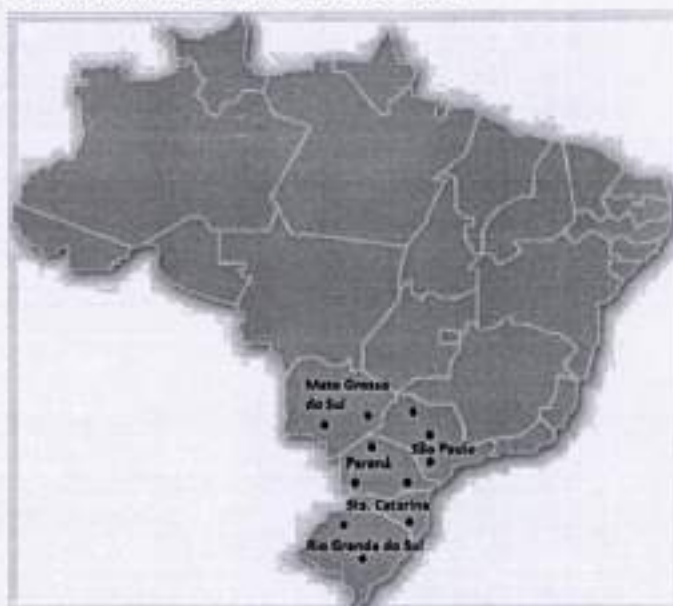 Mato Grosso
do Sul
São Paulo
Paraná
Sta. Catarina
Rio Grande do Sul